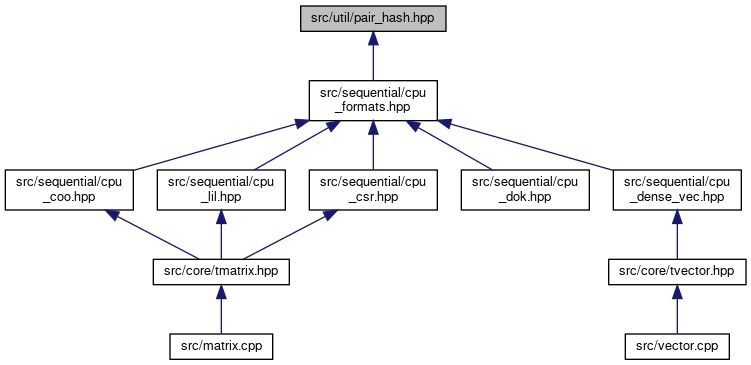 src/util/pair_hash.hpp
src/sequential/cpu
_formats.hpp
src/sequential/cpu
_coo.hpp
src/sequential/cpu
_lil.hpp
src/sequential/cpu
_csr.hpp
src/sequential/cpu
_dok.hpp
src/sequential/cpu
_dense_vec.hpp
src/core/tmatrix.hpp
src/core/tvector.hpp
src/matrix.cpp
src/vector.cpp